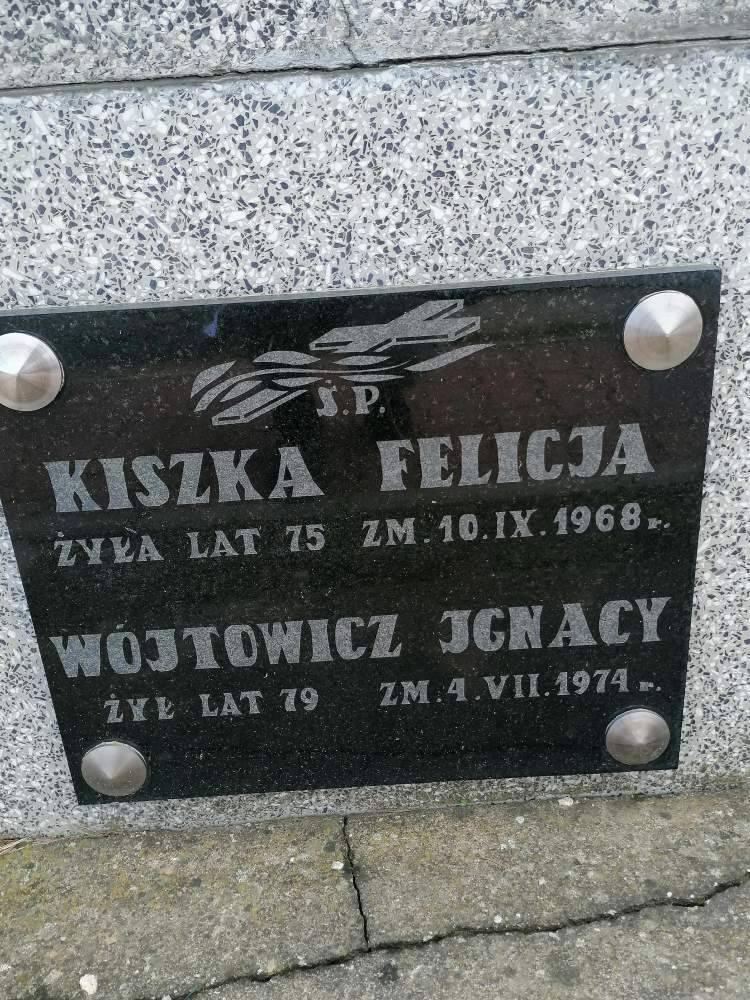 Ś.P.
KISZKA FELICJA
ŻYŁA LAT 75 ZM. 10.IX.1968 r.
WÓJTOWICZ JGNACY
ŻYŁ LAT 79 ZM. 4.VII.1974 r.